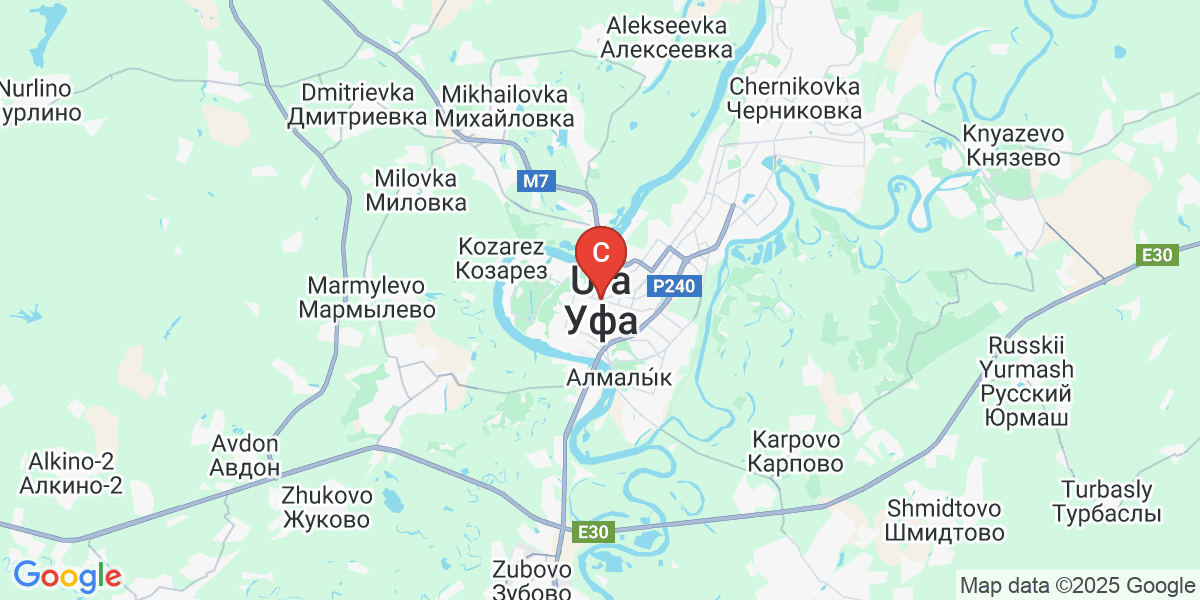 Alekseevka
Алексеевка
Nurlino
урлино
Dmitrievka
Дмитриевка
Mikhailovka
Михайловка
Chernikovka
Черниковка
Knyazevo
Князево
M7
Milovka
Миловка
Kozarez
Козарез
C
E30
Уфа
P240
Marmylevo
Мармылево
Алмалы́к
Russkii
Yurmash
Русский
Юрмаш
Avdon
Авдон
Karpovo
Карпово
Alkino-2
Алкино-2
Zhukovo
Жуково
Turbasly
Турбаслы
Shmidtovo
Шмидтово
E30
Zubovo
Зубово
Google
Map data ©2025 Google